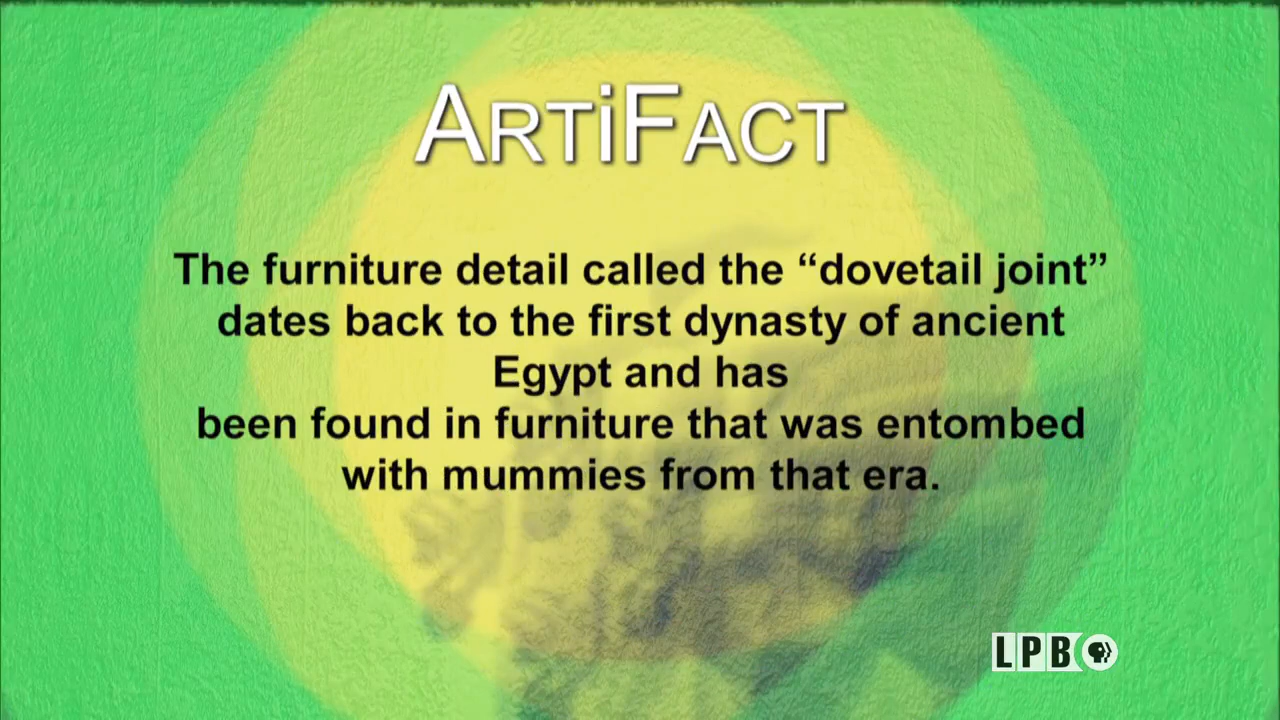 ARTiFACT
The furniture detail called the “dovetail joint”
dates back to the first dynasty of ancient
Egypt and has
been found in furniture that was entombed
with mummies from that era.
LPB